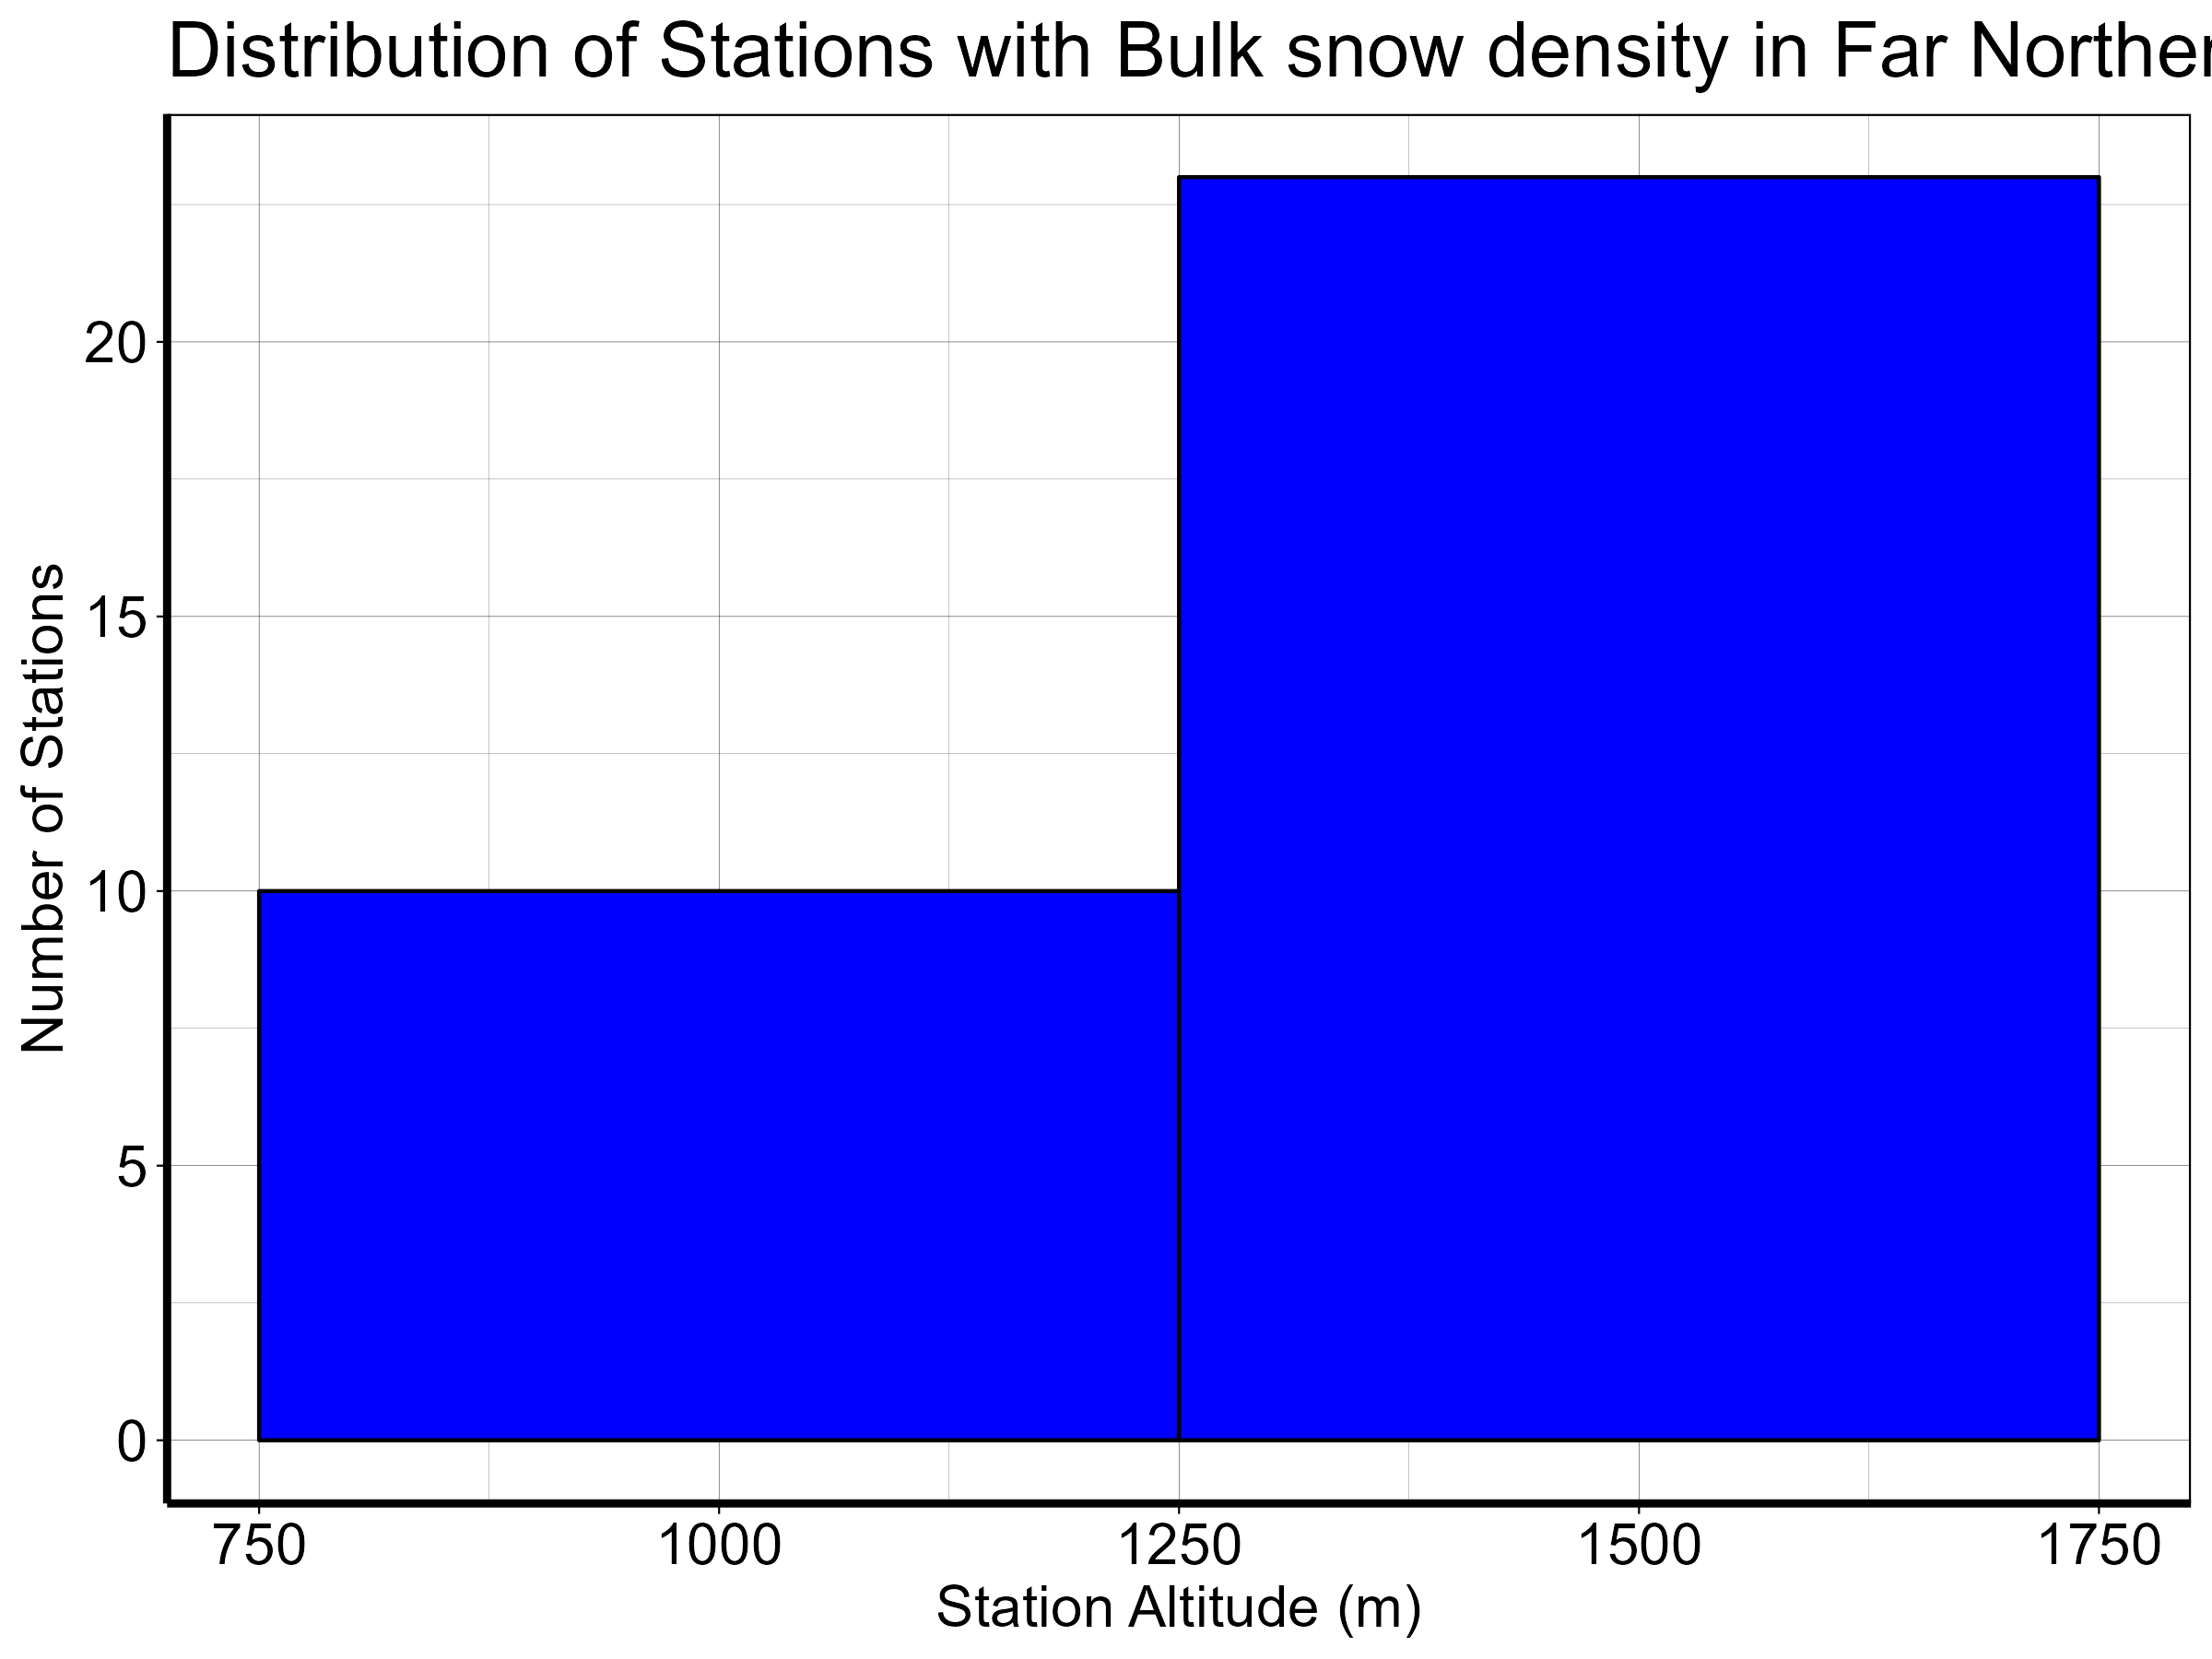 Distribution of Stations with Bulk snow density in Far Norther
Number of Stations
20
15
10
5
0
750 1000 1250 1500 1750
Station Altitude (m)